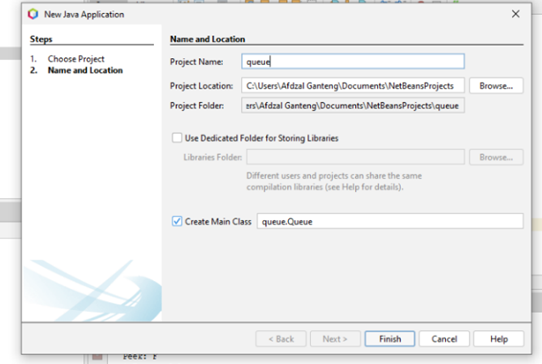 New Java Application
Steps
1. Choose Project
2. Name and Location
Name and Location
Project Name: queue
Project Location: C:\Users\Afdzal Ganteng\Documents\NetBeansProjects Browse...
Project Folder: ers\Afdzal Ganteng\Documents\NetBeansProjects\queue
Use Dedicated Folder for Storing Libraries
Libraries Folder: Browse...
Different users and projects can share the same
compilation libraries (see Help for details).
Create Main Class queue.Queue
< Back Next > Finish Cancel Help